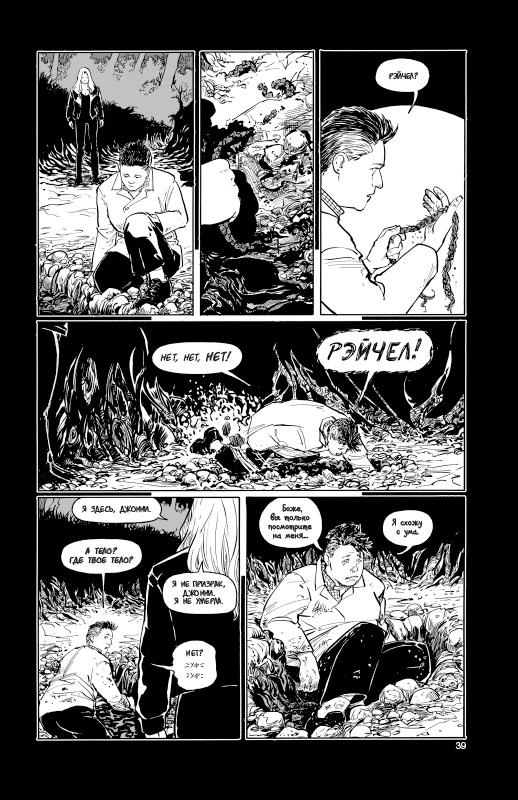 Рэйчел?
Нет, нет, нет!
Рэйчел!
Я здесь, Джонни.
А тело?
Где твое тело?
Я не призрак,
Джонни.
Я не умерла.
Нет?
Боже,
вы только
посмотрите
на меня...
Я схожу
с ума.
39